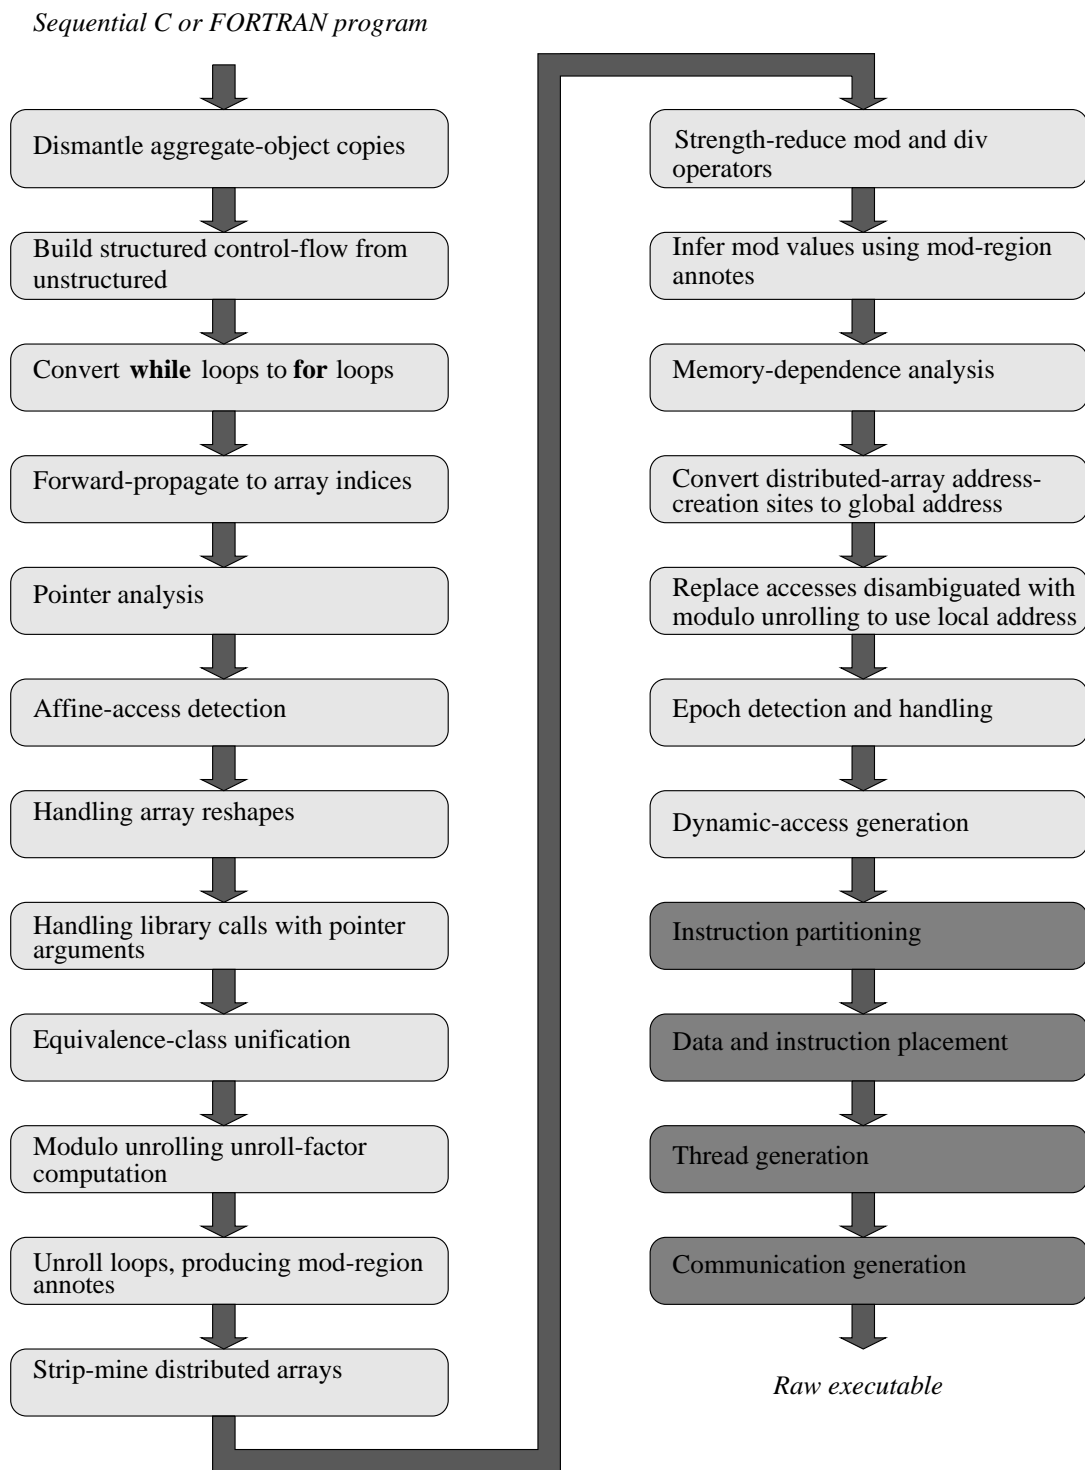 Sequential C or FORTRAN program
Dismantle aggregate-object copies
Build structured control-flow from
unstructured
Convert while loops to for loops
Forward-propagate to array indices
Pointer analysis
Affine-access detection
Handling array reshapes
Handling library calls with pointer
arguments
Equivalence-class unification
Modulo unrolling unroll-factor
computation
Unroll loops, producing mod-region
annotes
Strip-mine distributed arrays
Strength-reduce mod and div
operators
Infer mod values using mod-region
annotes
Memory-dependence analysis
Convert distributed-array address-
creation sites to global address
Replace accesses disambiguated with
modulo unrolling to use local address
Epoch detection and handling
Dynamic-access generation
Instruction partitioning
Data and instruction placement
Thread generation
Communication generation
Raw executable